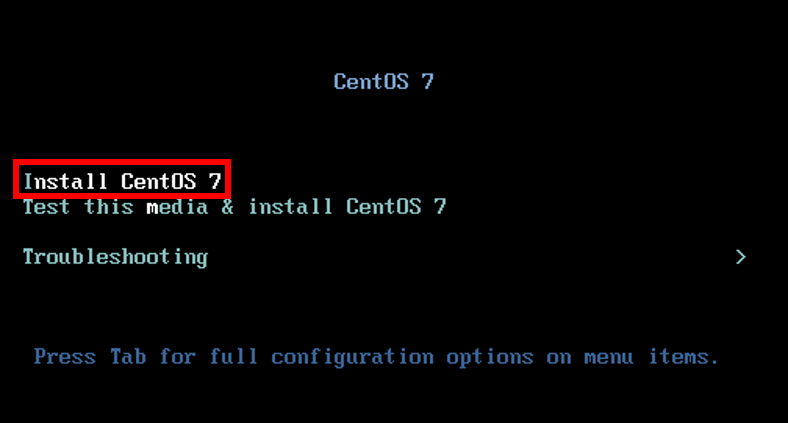 CentOS 7
Install CentOS 7
Test this media & install CentOS 7
Troubleshooting >
Press Tab for full configuration options on menu items.